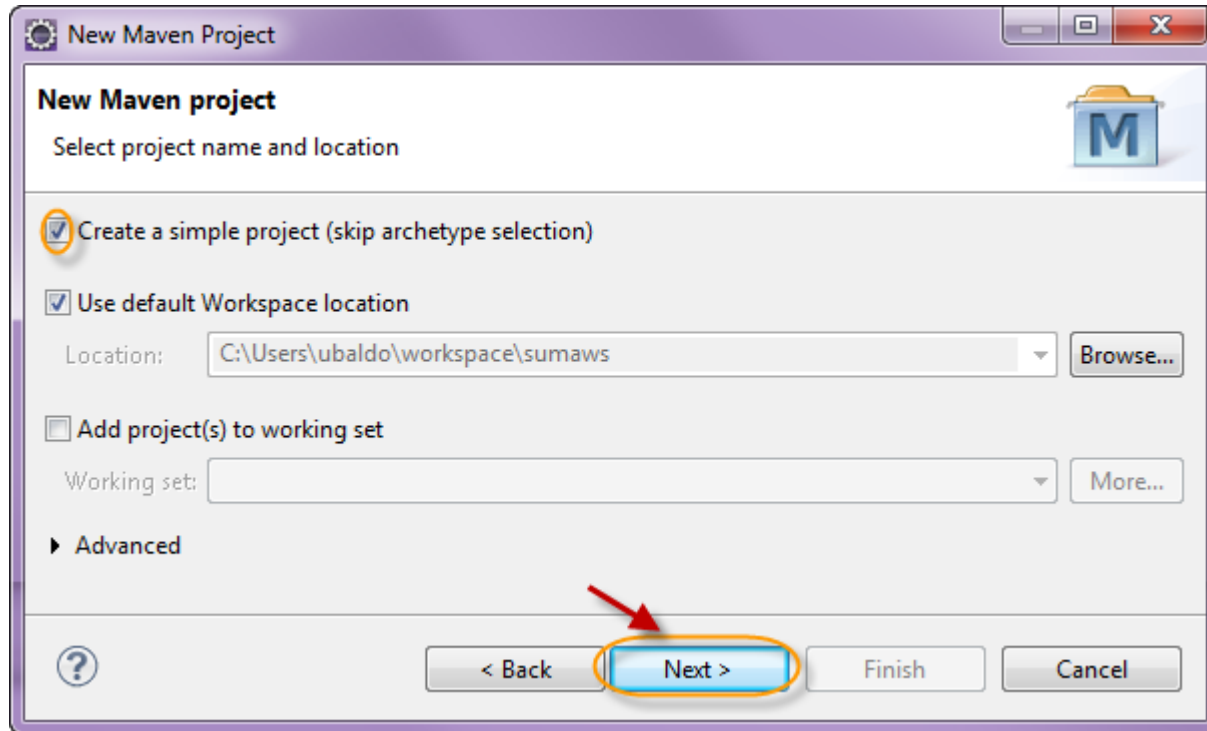 New Maven Project
New Maven project
Select project name and location
M
Create a simple project (skip archetype selection)
Use default Workspace location
Location: C:\Users\ubaldo\workspace\sumaws Browse...
Add project(s) to working set
Working set: More...
Advanced
? < Back Next > Finish Cancel